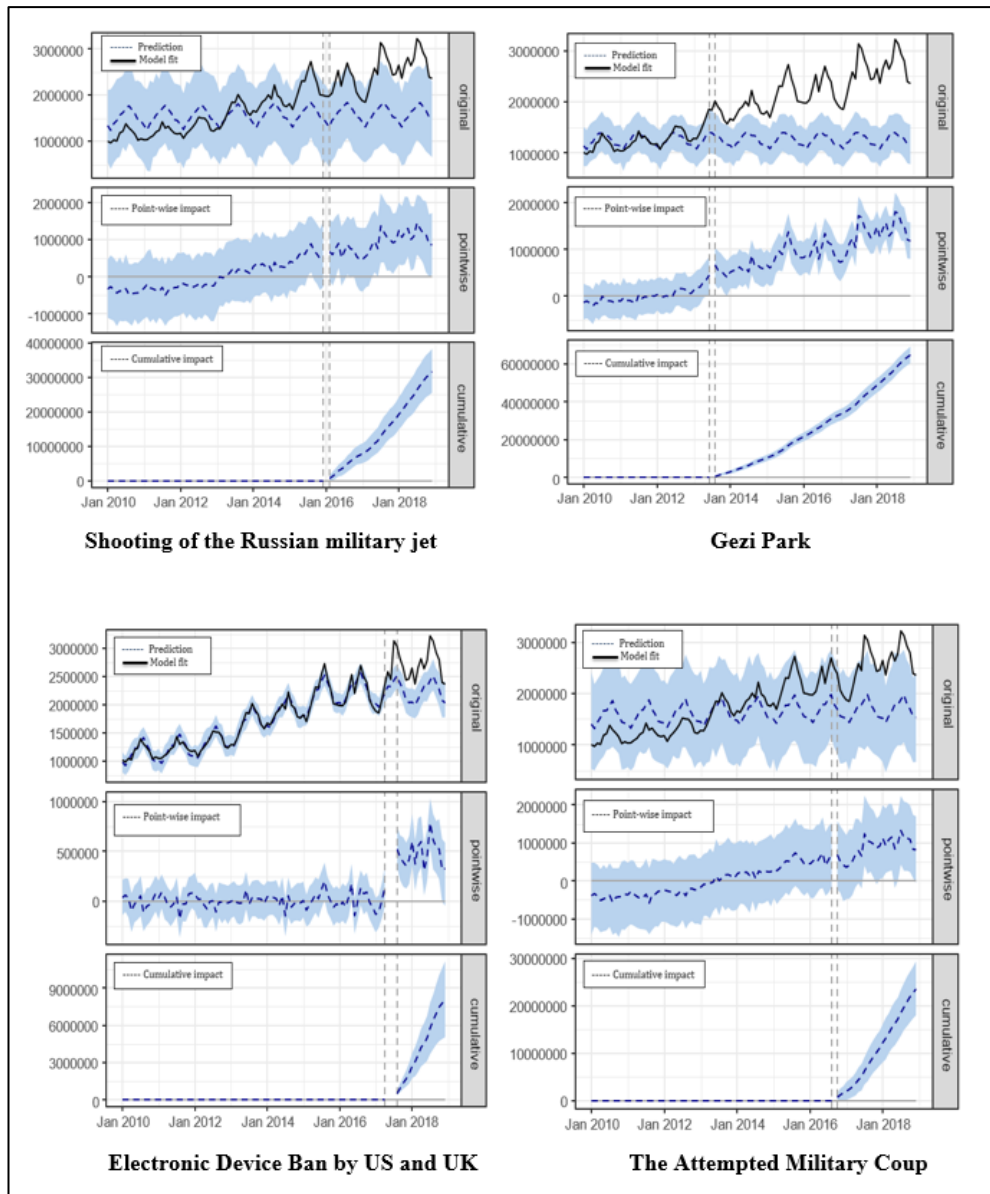 ----- Prediction
Model fit
3000000
2000000
1000000
original
----- Point-wise impact
2000000
1000000
0
-1000000
pointwise
----- Cumulative impact
40000000
30000000
20000000
10000000
0
cumulative
Jan 2010 Jan 2012 Jan 2014 Jan 2016 Jan 2018
Shooting of the Russian military jet
----- Prediction
Model fit
3000000
2000000
1000000
original
----- Point-wise impact
2000000
1000000
0
pointwise
----- Cumulative impact
60000000
40000000
20000000
0
cumulative
Jan 2010 Jan 2012 Jan 2014 Jan 2016 Jan 2018
Gezi Park
----- Prediction
Model fit
3000000
2500000
2000000
1500000
1000000
original
----- Point-wise impact
1000000
500000
0
pointwise
----- Cumulative impact
9000000
6000000
3000000
0
cumulative
Jan 2010 Jan 2012 Jan 2014 Jan 2016 Jan 2018
Electronic Device Ban by US and UK
----- Prediction
Model fit
3000000
2000000
1000000
original
----- Point-wise impact
2000000
1000000
0
-1000000
pointwise
----- Cumulative impact
30000000
20000000
10000000
0
cumulative
Jan 2010 Jan 2012 Jan 2014 Jan 2016 Jan 2018
The Attempted Military Coup